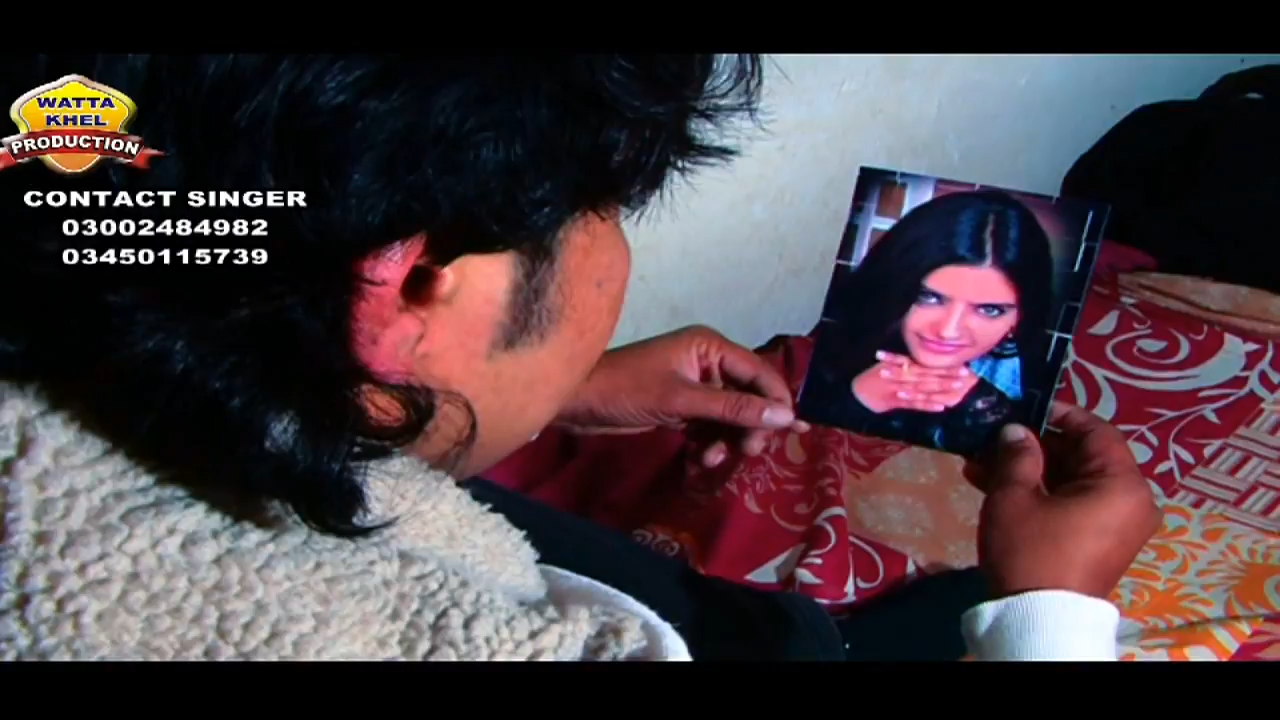 WATTA
KHEL
PRODUCTION
CONTACT SINGER
03002484982
03450115739